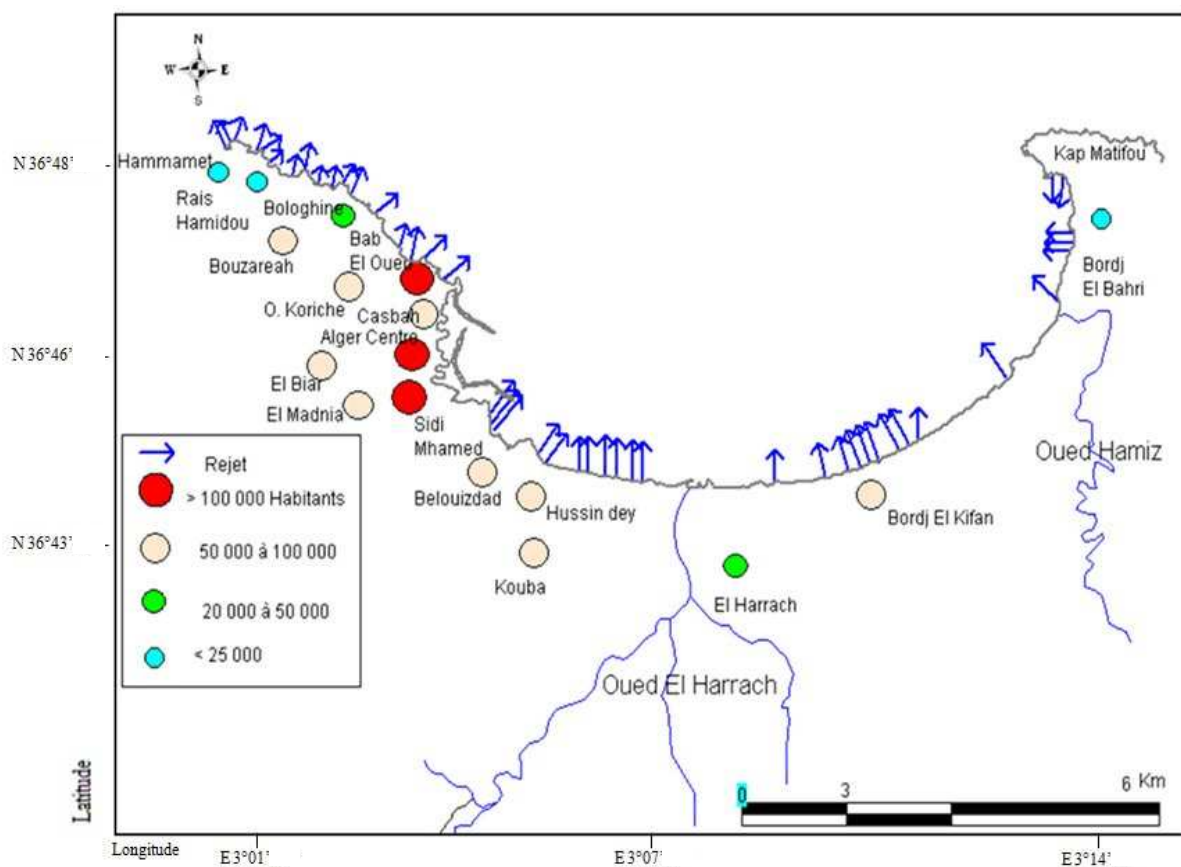 N
W E
S
N 36°48'
Hammamet
Rais
Hamidou
Bologhine
Bab
El Oued
Bouzareah
O. Koriche
Casbah
Alger Centre
N 36°46'
El Biar
El Madnia
Sidi
Mhamed
Belouizdad
Hussin dey
Kouba
N 36°43'
Kap Matifou
Bordj
El Bahri
Oued Hamiz
Bordj El Kifan
El Harrach
Oued El Harrach
Rejet
> 100 000 Habitants
50 000 à 100 000
20 000 à 50 000
< 25 000
Latitude
0 3 6 Km
Longitude
E3°01' E3°07' E3°14'